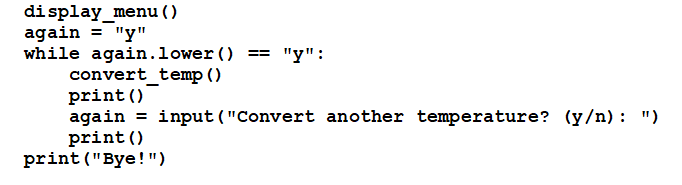 display_menu()
again = "y"
while again.lower() == "y":
    convert_temp()
    print()
    again = input("Convert another temperature? (y/n): ")
    print()
print("Bye!")